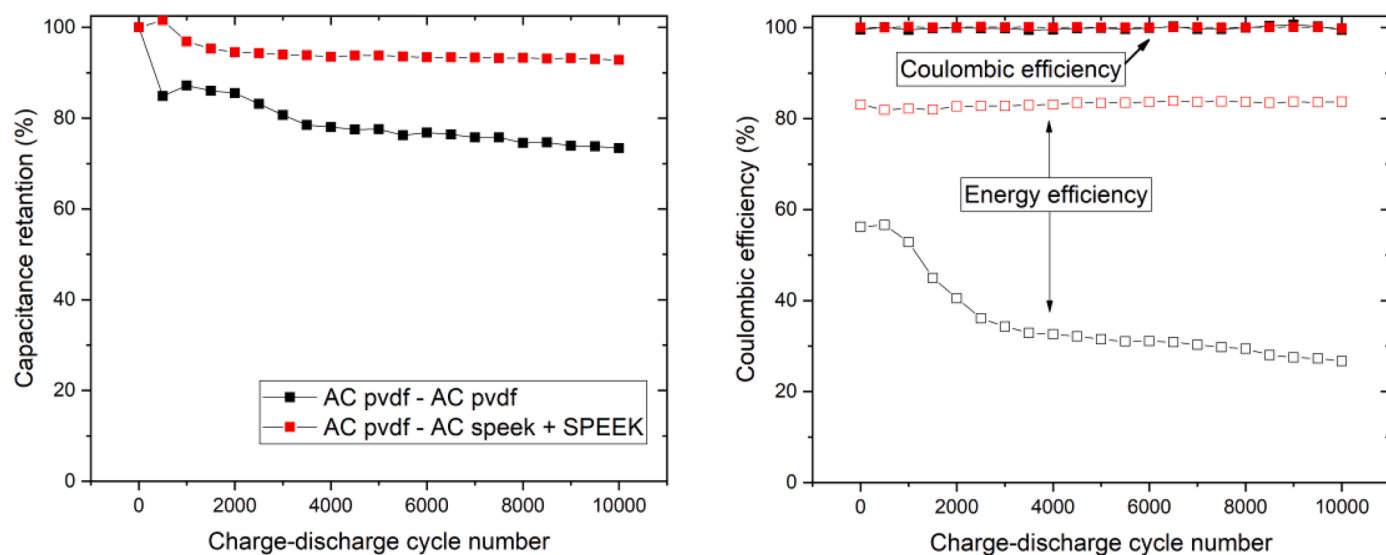 Capacitance retantion (%)
100
80
60
40
20
0
AC pvdf - AC pvdf
AC pvdf - AC speek + SPEEK
0 2000 4000 6000 8000 10000
Charge-discharge cycle number
Coulombic efficiency (%)
100
80
60
40
20
0
Coulombic efficiency
Energy efficiency
0 2000 4000 6000 8000 10000
Charge-discharge cycle number